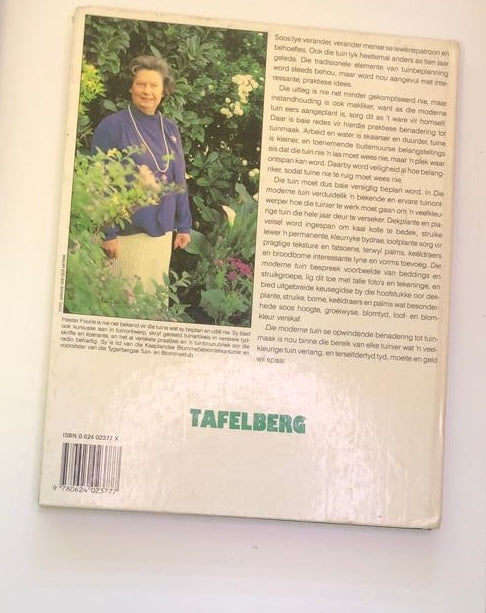 Soos tye verander, verander mense se lewenspatroon en
behoeftes. Ook die tuin lyk heeltemal anders as tien jaar
gelede. Die tradisionele elemente van tuinbeplanning
word steeds behou, maar word nou aangevul met inte-
ressante, praktiese idees.
Die uitleg is nie net minder gekompliseerd nie, maar
instandhouding is ook makliker, want as die moderne
tuin eers aangeplant is, sorg dit as 't ware vir homself.
Daar is baie redes vir hierdie praktiese benadering tot
tuinmaak. Arbeid en water is skaarser en duurder, tuine
is kleiner, en toenemende buitemuurse belangstellings
eis dat die tuin nie 'n las moet wees nie, maar 'n plek waar
ontspan kan word. Daarby word veiligheid al hoe belang-
riker, sodat tuine nie te ruig moet wees nie.
Die tuin moet dus baie versigtig beplan word. In Die
moderne tuin verduidelik 'n bekende en ervare tuinont-
werper hoe die tuinier te werk moet gaan om 'n veelkleu-
rige tuin die hele jaar deur te verseker. Dekplante en pla-
veisel word ingespan om kaal kolle te bedek, struike
lewer 'n permanente, kleurryke bydrae, loofplante sorg vir
pragtige teksture en fatsoene, terwyl palms, keëldraers
en broodbome interessante lyne en vorms toevoeg. Die
moderne tuin bespreek voorbeelde van beddings en
struikgroepe, lig dit toe met talle foto's en tekeninge, en
bied uitgebreide keusegidse by die hoofstukke oor dek-
plante, struike, bome, keëldraers en palms wat besonder-
hede soos hoogte, groeiwyse, blomtyd, loof- en blom-
kleur verskaf.
Die moderne tuin se opwindende benadering tot tuin-
maak is nou binne die bereik van elke tuinier wat 'n veel-
kleurige tuin verlang, en terselfdertyd tyd, moeite en geld
wil spaar.
Hester Fourie is nie net bekend vir die tuine wat sy beplan en uitlê nie. Sy bied
ook kursusse aan in tuinontwerp, skryf gereeld tuinartikels in verskeie tyd-
skrifte en koerante, en het al verskeie praatjies en 'n tuinbourubriek oor die
radio behartig. Sy is lid van die Kaaplandse Blommebeoordelaarsunie en
voorsitster van die Tygerbergse Tuin- en Blommeklub.
TAFELBERG
ISBN 0 624 02377 X
9 780624 023777